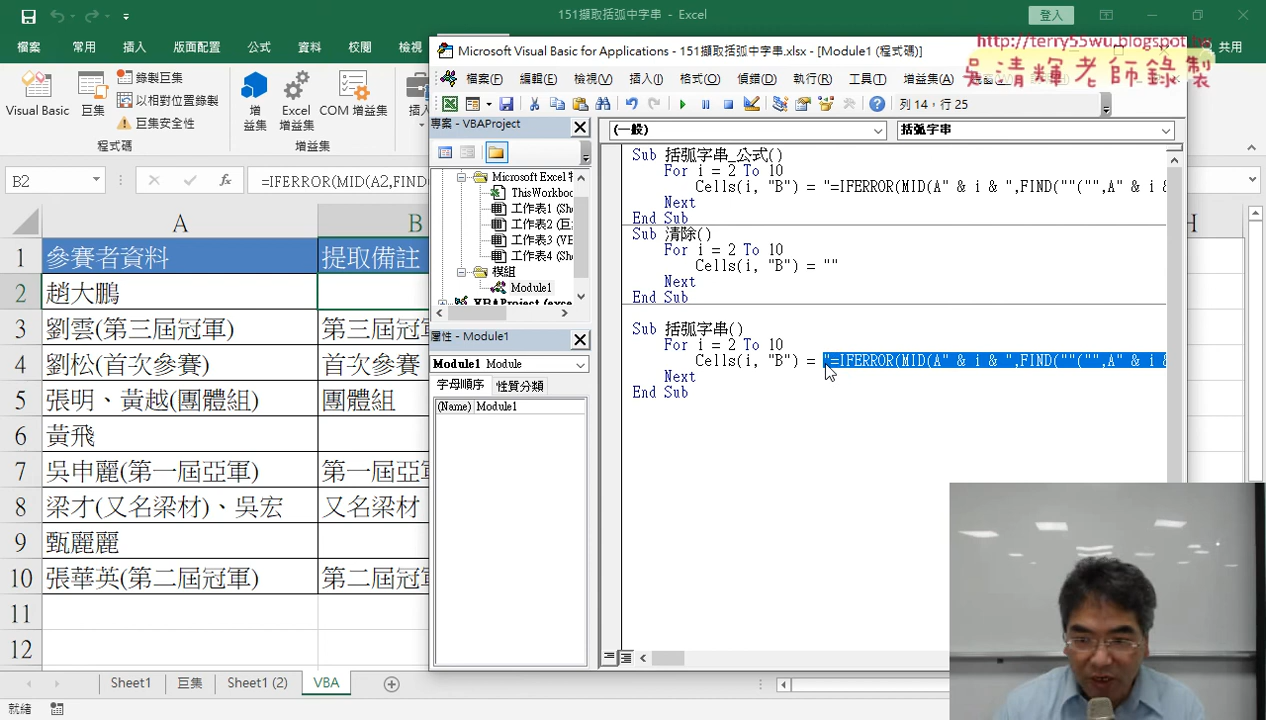 151擷取括弧中字串 - Excel
登入
檔案 常用 插入 版面配置 公式 資料 校閱 檢視
共用
http://terry55wu.blogspot.tw
吳清輝老師錄製
Visual Basic
巨集
錄製巨集
以相對位置錄製
巨集安全性
程式碼
增益集
Excel 增益集
COM 增益集
增益集
插入
B2
=IFERROR(MID(A2,FIND
Microsoft Visual Basic for Applications - 151擷取括弧中字串.xlsx - [Module1 (程式碼)]
檔案(F) 編輯(E) 檢視(V) 插入(I) 格式(O) 偵錯(D) 執行(R) 工具(T) 增益集(A)
列 14，行 25
專案 - VBAProject
Microsoft Excel
ThisWorkboo
工作表1 (Sh
工作表2 (巨
工作表3 (VE
工作表4 (Sh
模組
Module1
VBAProject (exce
屬性 - Module1
Module1 Module
字母順序 性質分類
(Name) Module1
(一般)
括弧字串
Sub 括弧字串_公式()
For i = 2 To 10
Cells(i, "B") = "=IFERROR(MID(A" & i & ",FIND(""("",A" & i &
Next
End Sub
Sub 清除()
For i = 2 To 10
Cells(i, "B") = ""
Next
End Sub
Sub 括弧字串()
For i = 2 To 10
Cells(i, "B") = "=IFERROR(MID(A" & i & ",FIND(""("",A" & i &
Next
End Sub
A B H
1 參賽者資料 提取備註
2 趙大鵬
3 劉雲(第三屆冠軍) 第三屆冠軍
4 劉松(首次參賽) 首次參賽
5 張明、黃越(團體組) 團體組
6 黃飛
7 吳申麗(第一屆亞軍) 第一屆亞軍
8 梁才(又名梁材)、吳宏 又名梁材
9 甄麗麗
10 張華英(第二屆冠軍) 第二屆冠軍
11
12
Sheet1 巨集 Sheet1 (2) VBA
就緒